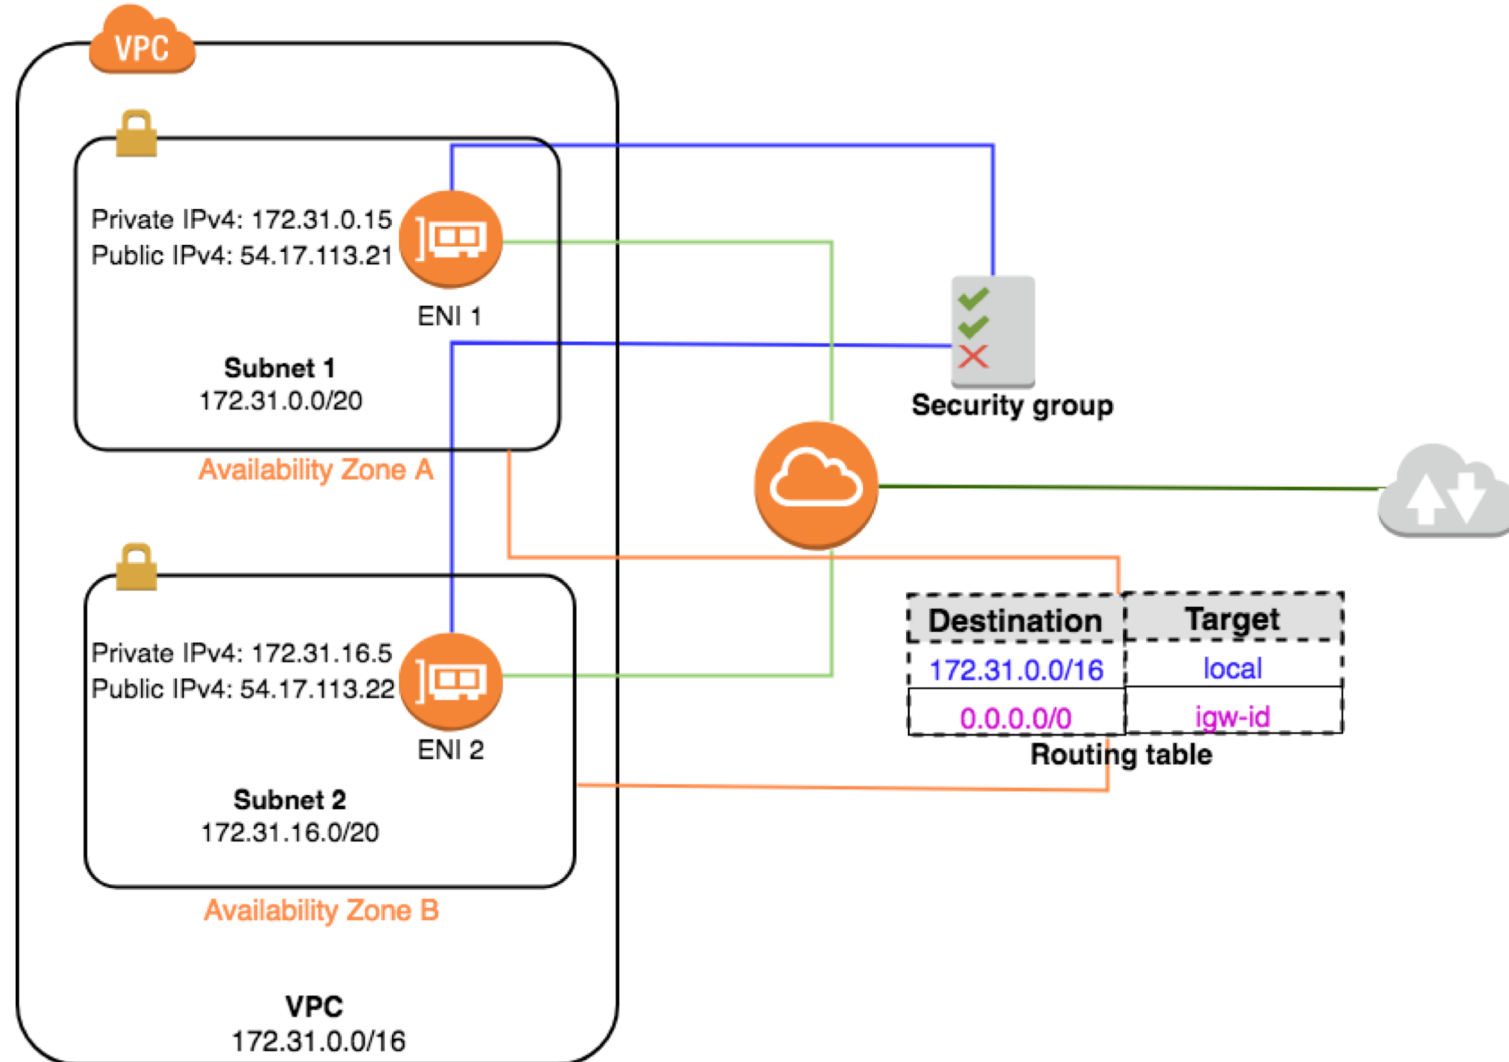 VPC
Private IPv4: 172.31.0.15
Public IPv4: 54.17.113.21
ENI 1
Subnet 1
172.31.0.0/20
Availability Zone A
Security group
Private IPv4: 172.31.16.5
Public IPv4: 54.17.113.22
ENI 2
Subnet 2
172.31.16.0/20
Availability Zone B
Destination Target
172.31.0.0/16 local
0.0.0.0/0 igw-id
Routing table
VPC
172.31.0.0/16